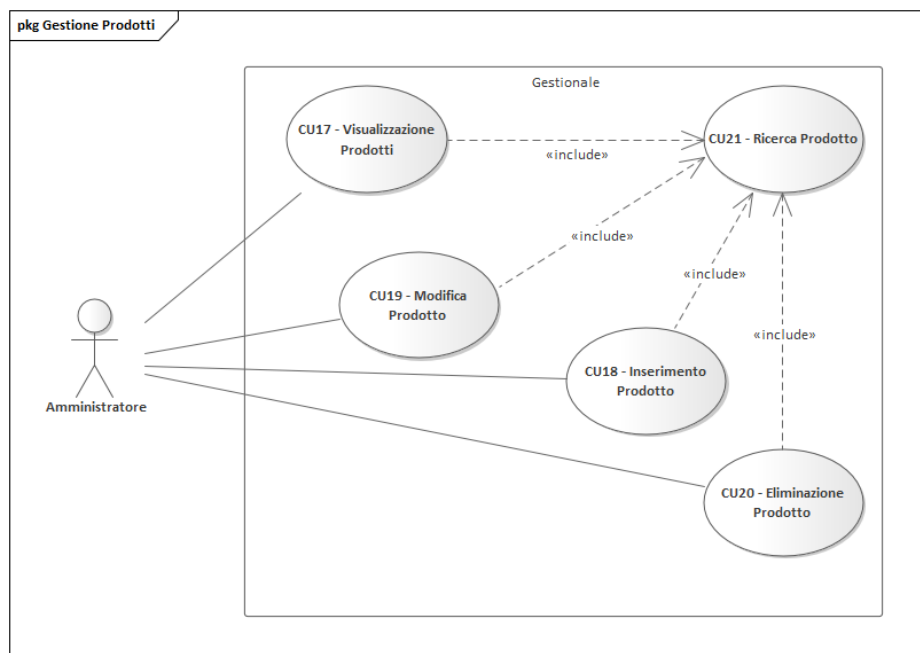 pkg Gestione Prodotti
Gestionale
CU17 - Visualizzazione
Prodotti
CU21 - Ricerca Prodotto
«include»
«include»
CU19 - Modifica
Prodotto
«include»
«include»
CU18 - Inserimento
Prodotto
Amministratore
CU20 - Eliminazione
Prodotto